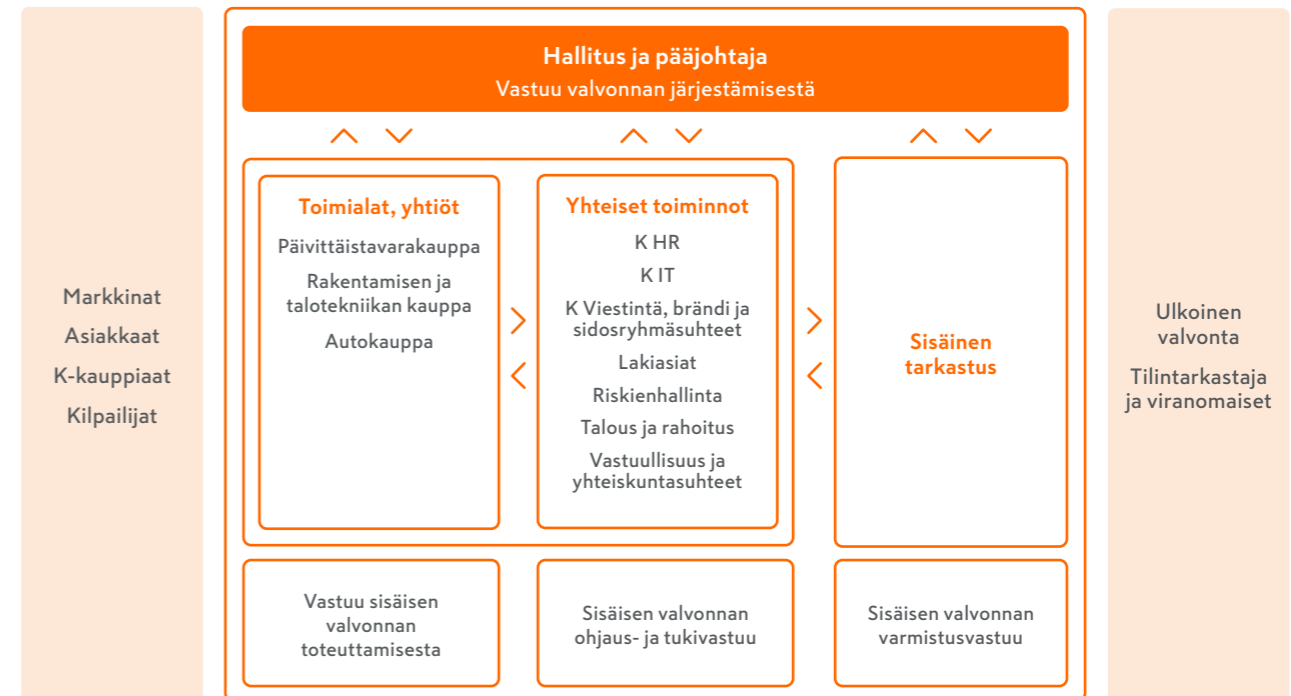 Hallitus ja pääjohtaja
Vastuu valvonnan järjestämisestä
Markkinat
Asiakkaat
K-kauppiaat
Kilpailijat
Toimialat, yhtiöt
Päivittäistavarakauppa
Rakentamisen ja
talotekniikan kauppa
Autokauppa
Yhteiset toiminnot
K HR
K IT
K Viestintä, brändi ja
sidosryhmäsuhteet
Lakiasiat
Riskienhallinta
Talous ja rahoitus
Vastuullisuus ja
yhteiskuntasuhteet
Sisäinen
tarkastus
Ulkoinen
valvonta
Tilintarkastaja
ja viranomaiset
Vastuu sisäisen
valvonnan
toteuttamisesta
Sisäisen valvonnan
ohjaus- ja tukivastuu
Sisäisen valvonnan
varmistusvastuu